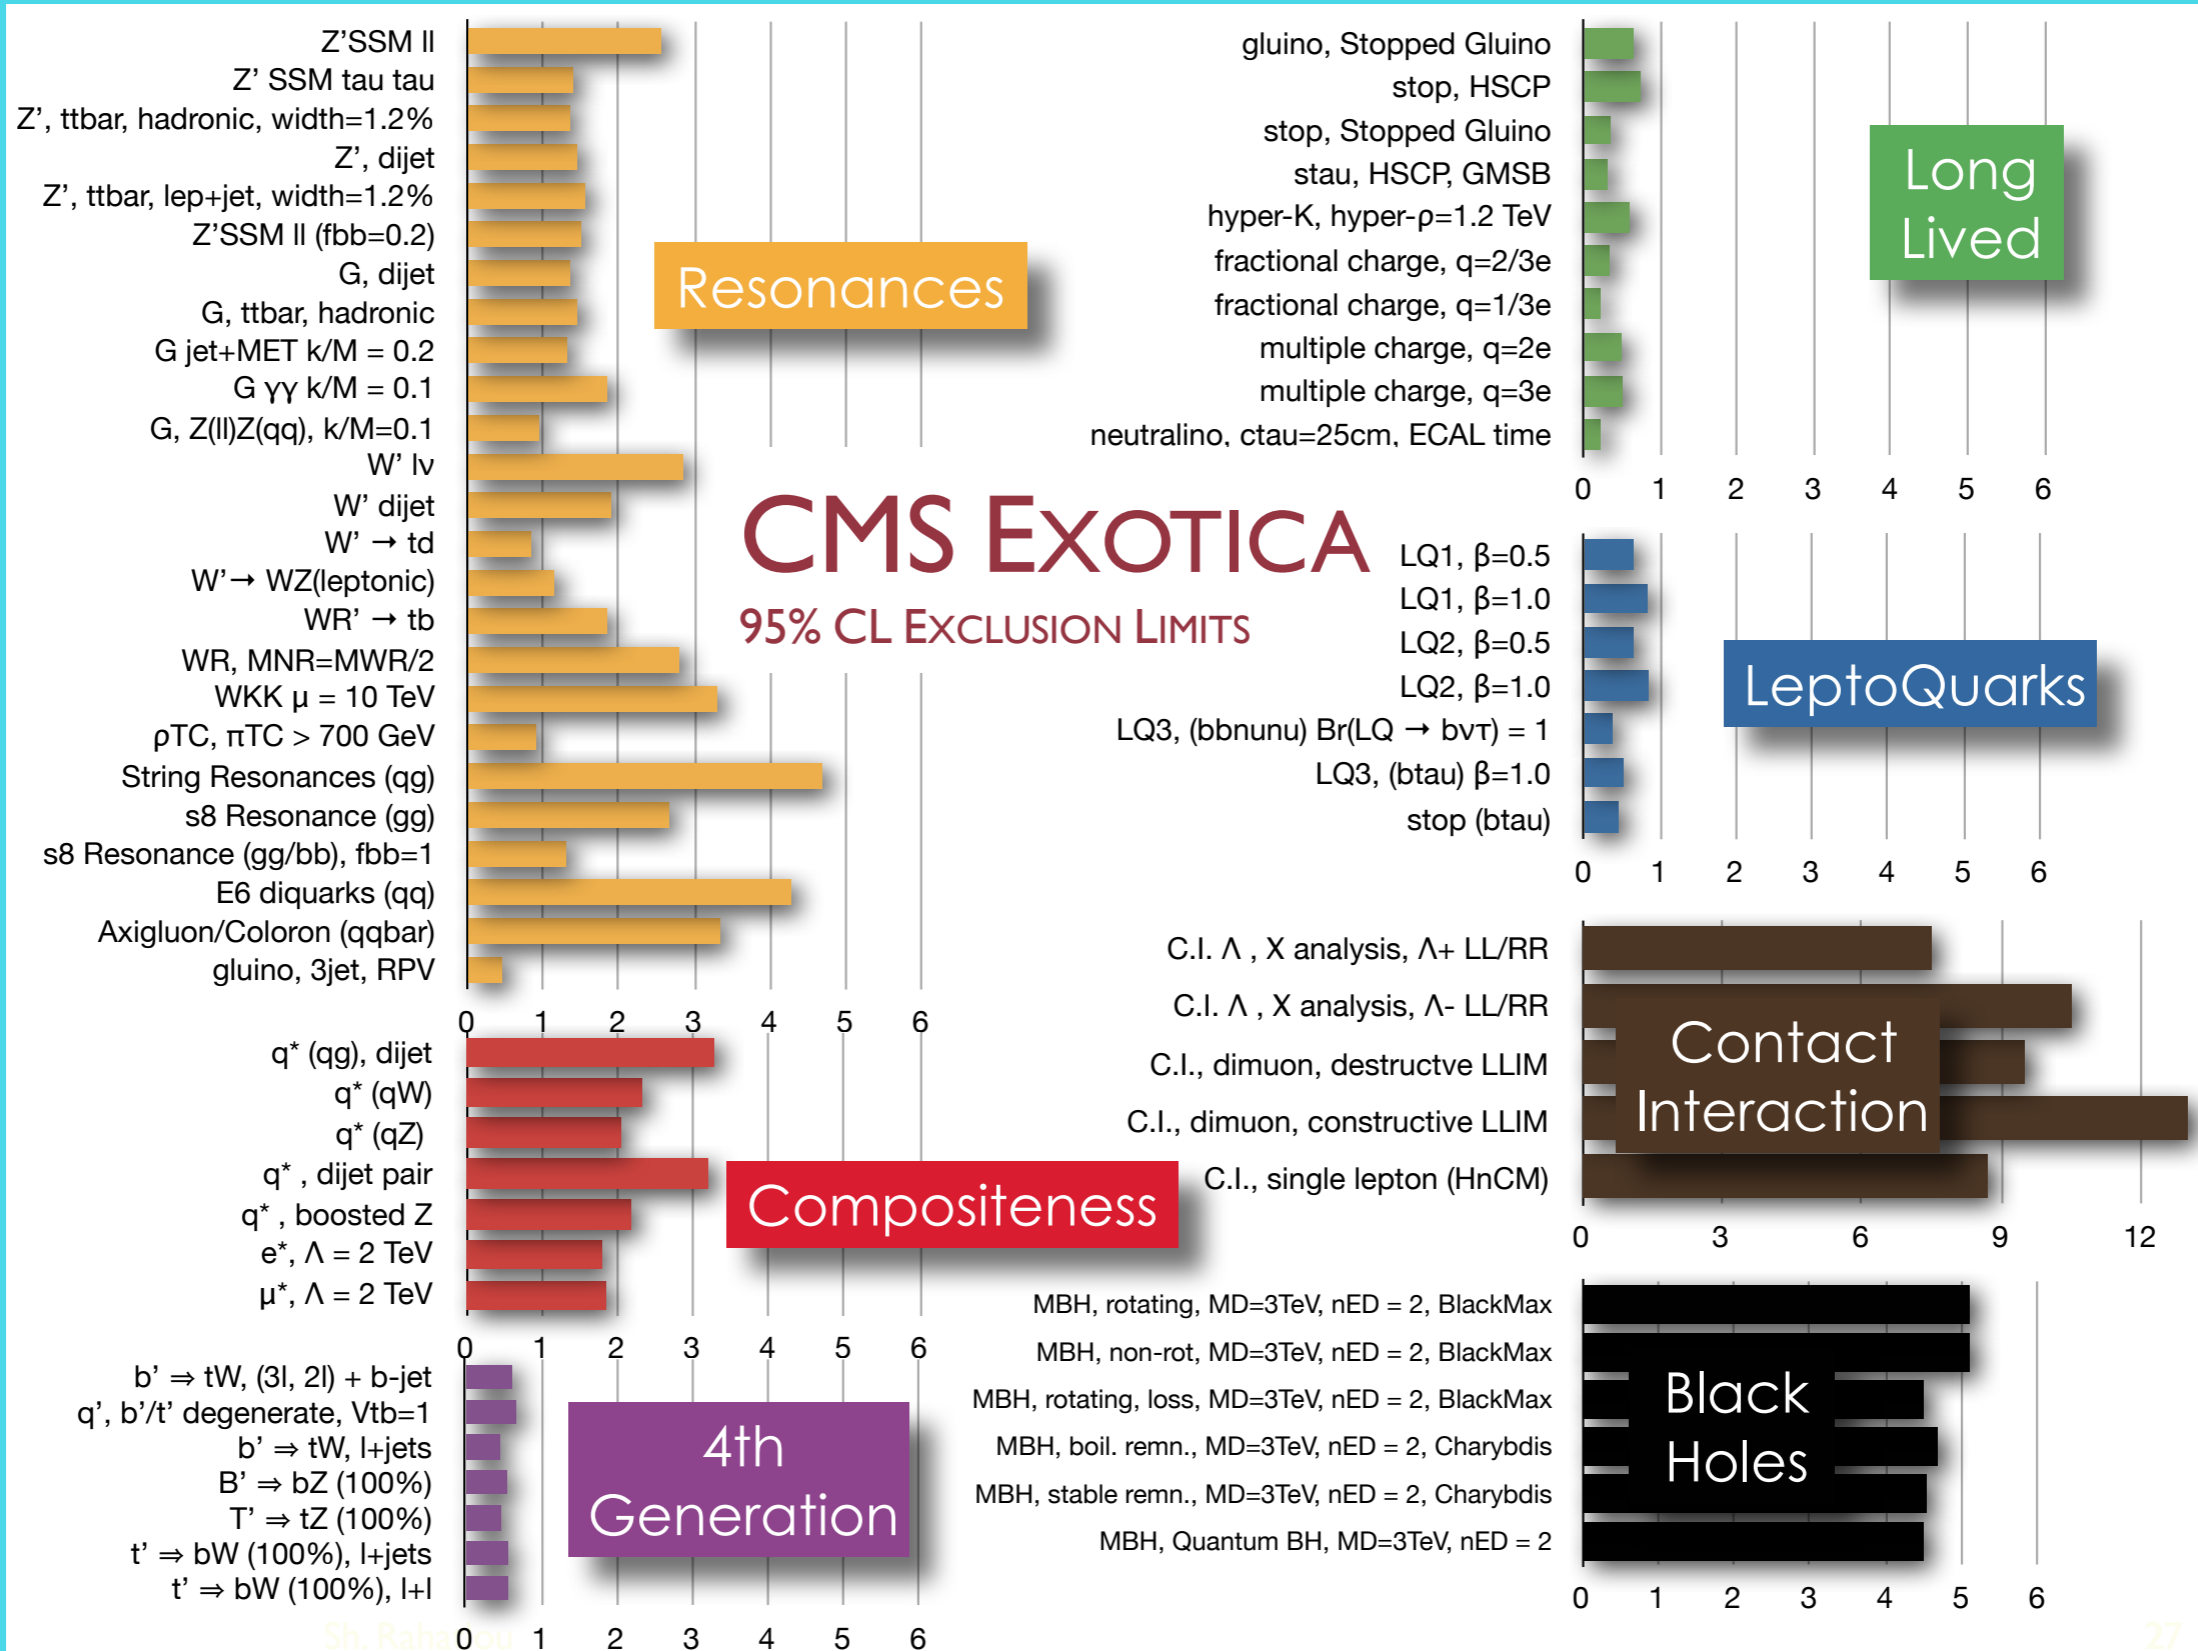 Z'SSM ll
Z' SSM tau tau
Z', ttbar, hadronic, width=1.2%
Z', dijet
Z', ttbar, lep+jet, width=1.2%
Z'SSM ll (fbb=0.2)
G, dijet
G, ttbar, hadronic
G jet+MET k/M = 0.2
G γγ k/M = 0.1
G, Z(ll)Z(qq), k/M=0.1
W' lν
W' dijet
W' → td
W'→ WZ(leptonic)
WR' → tb
WR, MNR=MWR/2
WKK μ = 10 TeV
ρTC, πTC > 700 GeV
String Resonances (qg)
s8 Resonance (gg)
s8 Resonance (gg/bb), fbb=1
E6 diquarks (qq)
Axigluon/Coloron (qqbar)
gluino, 3jet, RPV
0 1 2 3 4 5 6
Resonances
q* (qg), dijet
q* (qW)
q* (qZ)
q* , dijet pair
q* , boosted Z
e*, Λ = 2 TeV
μ*, Λ = 2 TeV
0 1 2 3 4 5 6
Compositeness
b' ⇒ tW, (3l, 2l) + b-jet
q', b'/t' degenerate, Vtb=1
b' ⇒ tW, l+jets
B' ⇒ bZ (100%)
T' ⇒ tZ (100%)
t' ⇒ bW (100%), l+jets
t' ⇒ bW (100%), l+l
0 1 2 3 4 5 6
4th
Generation
CMS EXOTICA
95% CL EXCLUSION LIMITS
gluino, Stopped Gluino
stop, HSCP
stop, Stopped Gluino
stau, HSCP, GMSB
hyper-K, hyper-ρ=1.2 TeV
fractional charge, q=2/3e
fractional charge, q=1/3e
multiple charge, q=2e
multiple charge, q=3e
neutralino, ctau=25cm, ECAL time
0 1 2 3 4 5 6
Long
Lived
LQ1, β=0.5
LQ1, β=1.0
LQ2, β=0.5
LQ2, β=1.0
LQ3, (bbnunu) Br(LQ → bντ) = 1
LQ3, (btau) β=1.0
stop (btau)
0 1 2 3 4 5 6
LeptoQuarks
C.I. Λ , X analysis, Λ+ LL/RR
C.I. Λ , X analysis, Λ- LL/RR
C.I., dimuon, destructve LLIM
C.I., dimuon, constructive LLIM
C.I., single lepton (HnCM)
0 3 6 9 12
Contact
Interaction
MBH, rotating, MD=3TeV, nED = 2, BlackMax
MBH, non-rot, MD=3TeV, nED = 2, BlackMax
MBH, rotating, loss, MD=3TeV, nED = 2, BlackMax
MBH, boil. remn., MD=3TeV, nED = 2, Charybdis
MBH, stable remn., MD=3TeV, nED = 2, Charybdis
MBH, Quantum BH, MD=3TeV, nED = 2
0 1 2 3 4 5 6
Black
Holes
Sh.
27